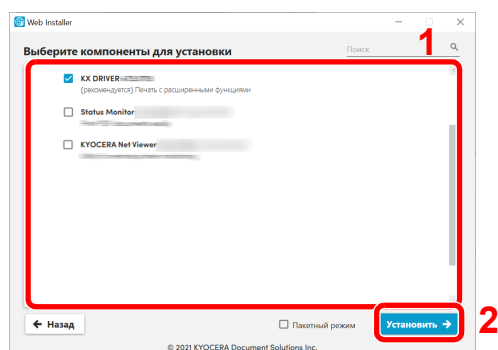 Web Installer
Выберите компоненты для установки
Поиск
1
KX DRIVER
(рекомендуется) Печать с расширенными функциями
Status Monitor
KYOCERA Net Viewer
← Назад
Пакетный режим
Установить →
2
© 2021 KYOCERA Document Solutions Inc.